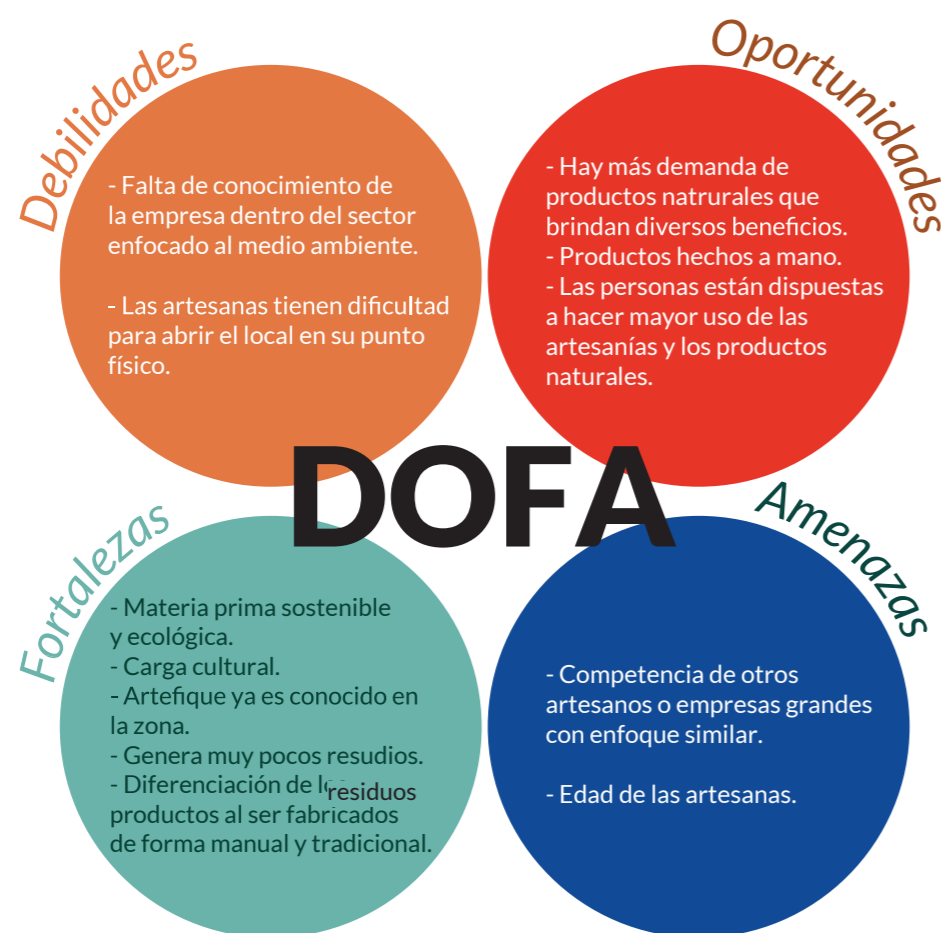 Debilidades
- Falta de conocimiento de
la empresa dentro del sector
enfocado al medio ambiente.
- Las artesanas tienen dificultad
para abrir el local en su punto
físico.
Oportunidades
- Hay más demanda de
productos natrurales que
brindan diversos beneficios.
- Productos hechos a mano.
- Las personas están dispuestas
a hacer mayor uso de las
artesanías y los productos
naturales.
DOFA
Fortalezas
- Materia prima sostenible
y ecológica.
- Carga cultural.
- Artefique ya es conocido en
la zona.
- Genera muy pocos resudios.
- Diferenciación de
residuos
productos al ser fabricados
de forma manual y tradicional.
Amenazas
- Competencia de otros
artesanos o empresas grandes
con enfoque similar.
- Edad de las artesanas.